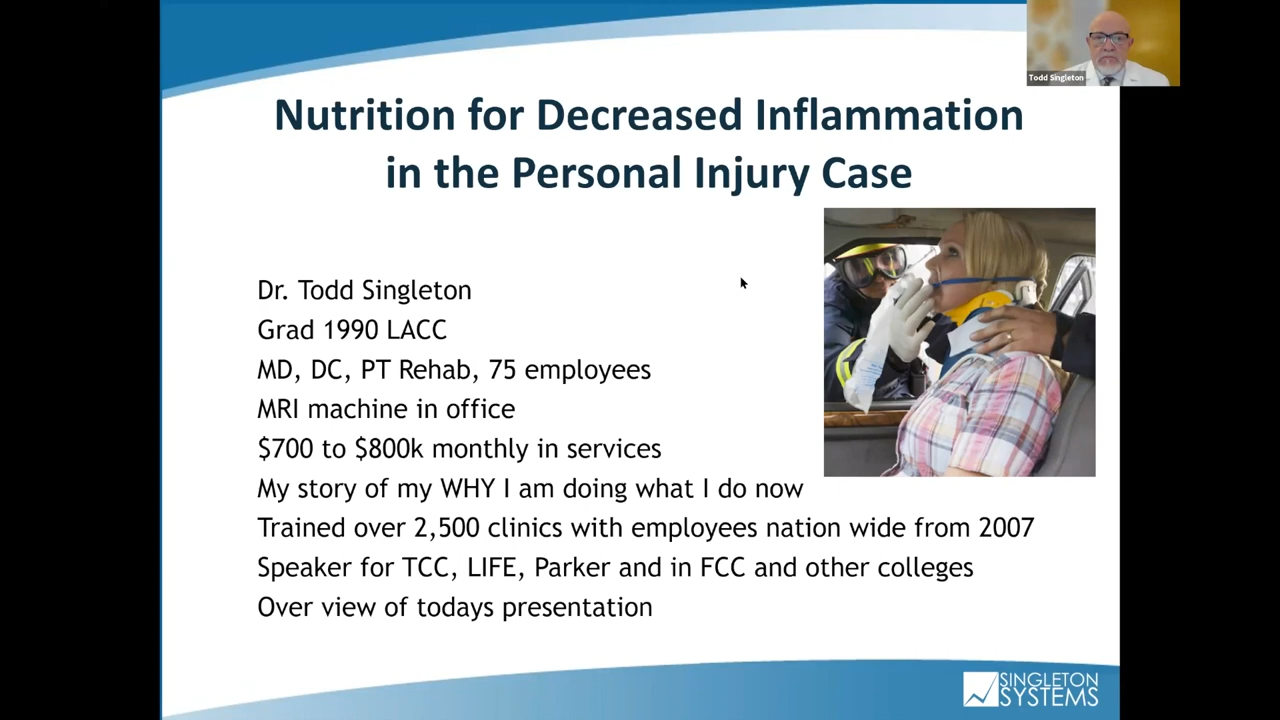 Todd Singleton
Nutrition for Decreased Inflammation
in the Personal Injury Case
Dr. Todd Singleton
Grad 1990 LACC
MD, DC, PT Rehab, 75 employees
MRI machine in office
$700 to $800k monthly in services
My story of my WHY I am doing what I do now
Trained over 2,500 clinics with employees nation wide from 2007
Speaker for TCC, LIFE, Parker and in FCC and other colleges
Over view of todays presentation
SINGLETON
SYSTEMS